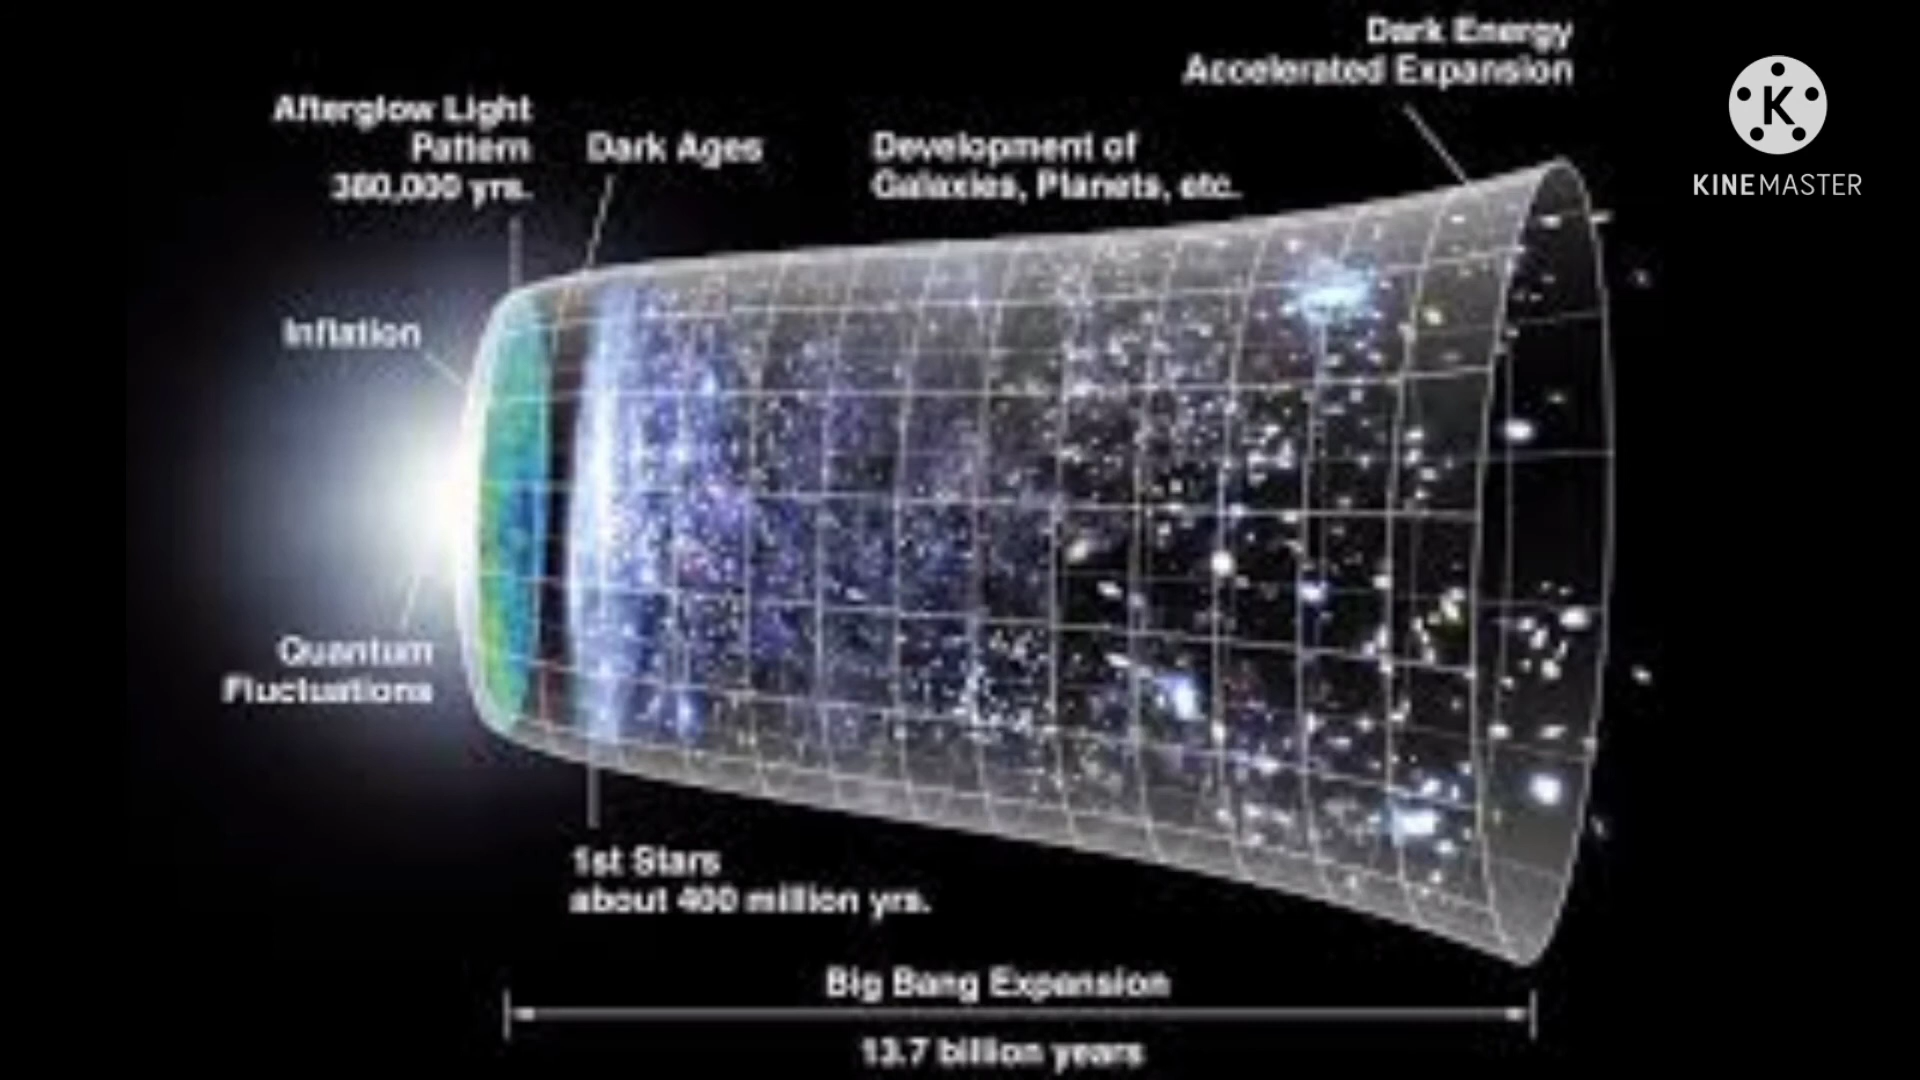 Dark Energy
Accelerated Expansion
Afterglow Light
Pattern
380,000 yrs.
Dark Ages
Development of
Galaxies, Planets, etc.
Inflation
Quantum
Fluctuations
1st Stars
about 400 million yrs.
Big Bang Expansion
13.7 billion years
K
KINEMASTER